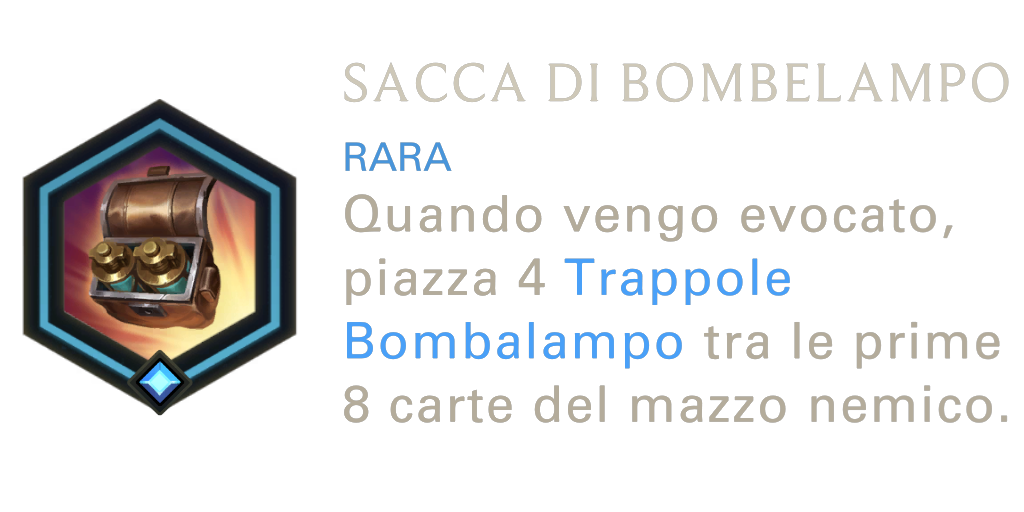 SACCA DI BOMBELAMPO
RARA
Quando vengo evocato,
piazza 4 Trappole
Bombalampo tra le prime
8 carte del mazzo nemico.